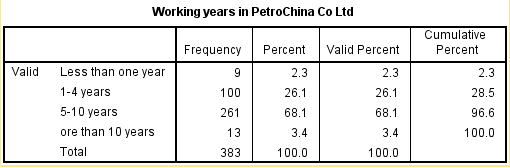 Working years in PetroChina Co Ltd
Frequency Percent Valid Percent Cumulative Percent
Valid Less than one year 9 2.3 2.3 2.3
1-4 years 100 26.1 26.1 28.5
5-10 years 261 68.1 68.1 96.6
ore than 10 years 13 3.4 3.4 100.0
Total 383 100.0 100.0